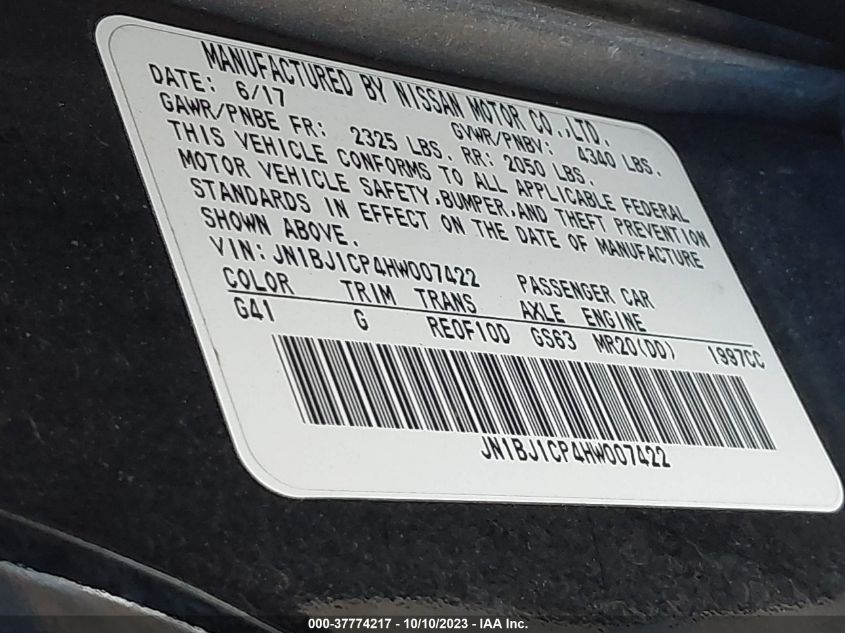 MANUFACTURED BY NISSAN MOTOR CO.,LTD.
DATE: 6/17 GVWR/PNBV: 4340 LBS.
GAWR/PNBE FR: 2325 LBS. RR: 2050 LBS.
THIS VEHICLE CONFORMS TO ALL APPLICABLE FEDERAL
MOTOR VEHICLE SAFETY,BUMPER,AND THEFT PREVENTION
STANDARDS IN EFFECT ON THE DATE OF MANUFACTURE
SHOWN ABOVE.
VIN: JN1BJ1CP4HW007422 PASSENGER CAR
COLOR TRIM TRANS AXLE ENGINE
G41 G RE0F10D GS63 MR20(DD) 1997CC
JN1BJ1CP4HW007422
000-37774217 - 10/10/2023 - IAA Inc.